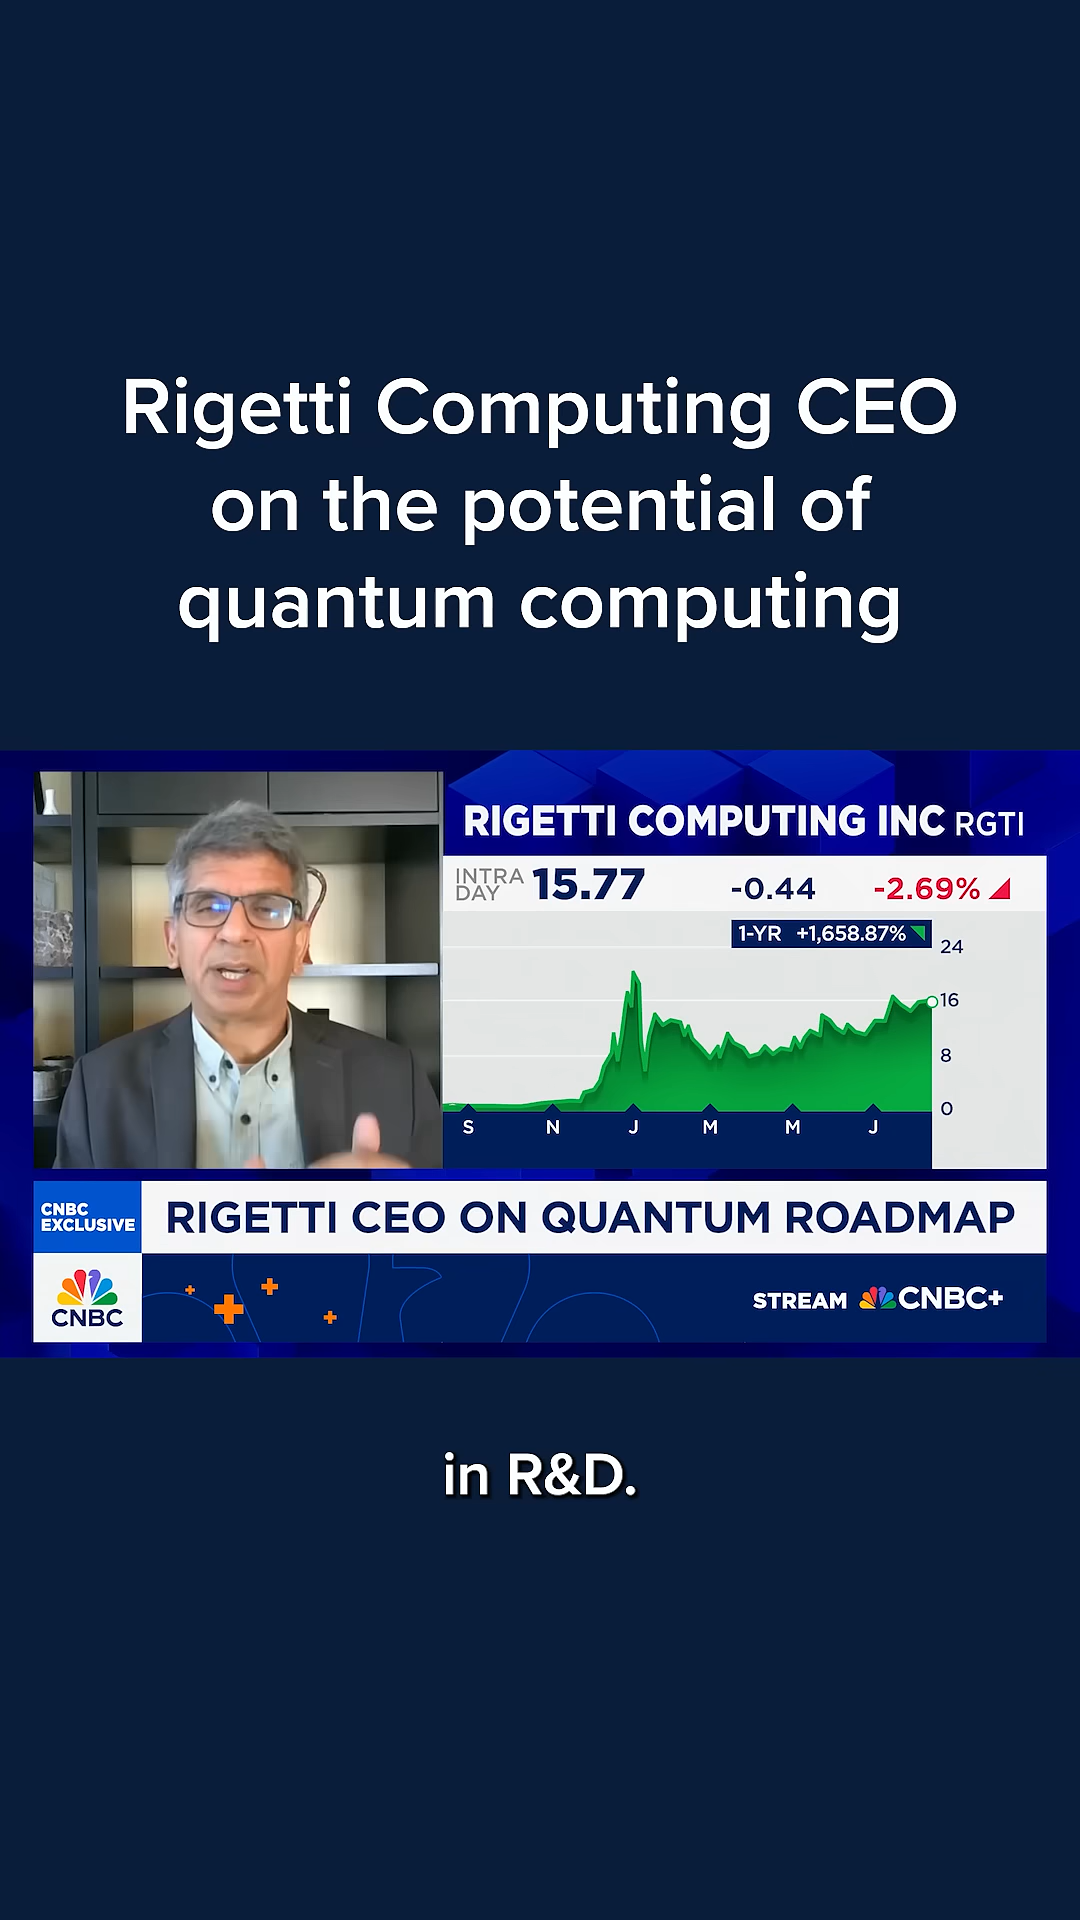 Rigetti Computing CEO
on the potential of
quantum computing
RIGETTI COMPUTING INC RGTI
INTRA
DAY 15.77 -0.44 -2.69%
1-YR +1,658.87%
24
16
8
0
S N J M M J
CNBC
EXCLUSIVE
RIGETTI CEO ON QUANTUM ROADMAP
CNBC
STREAM CNBC+
in R&D.